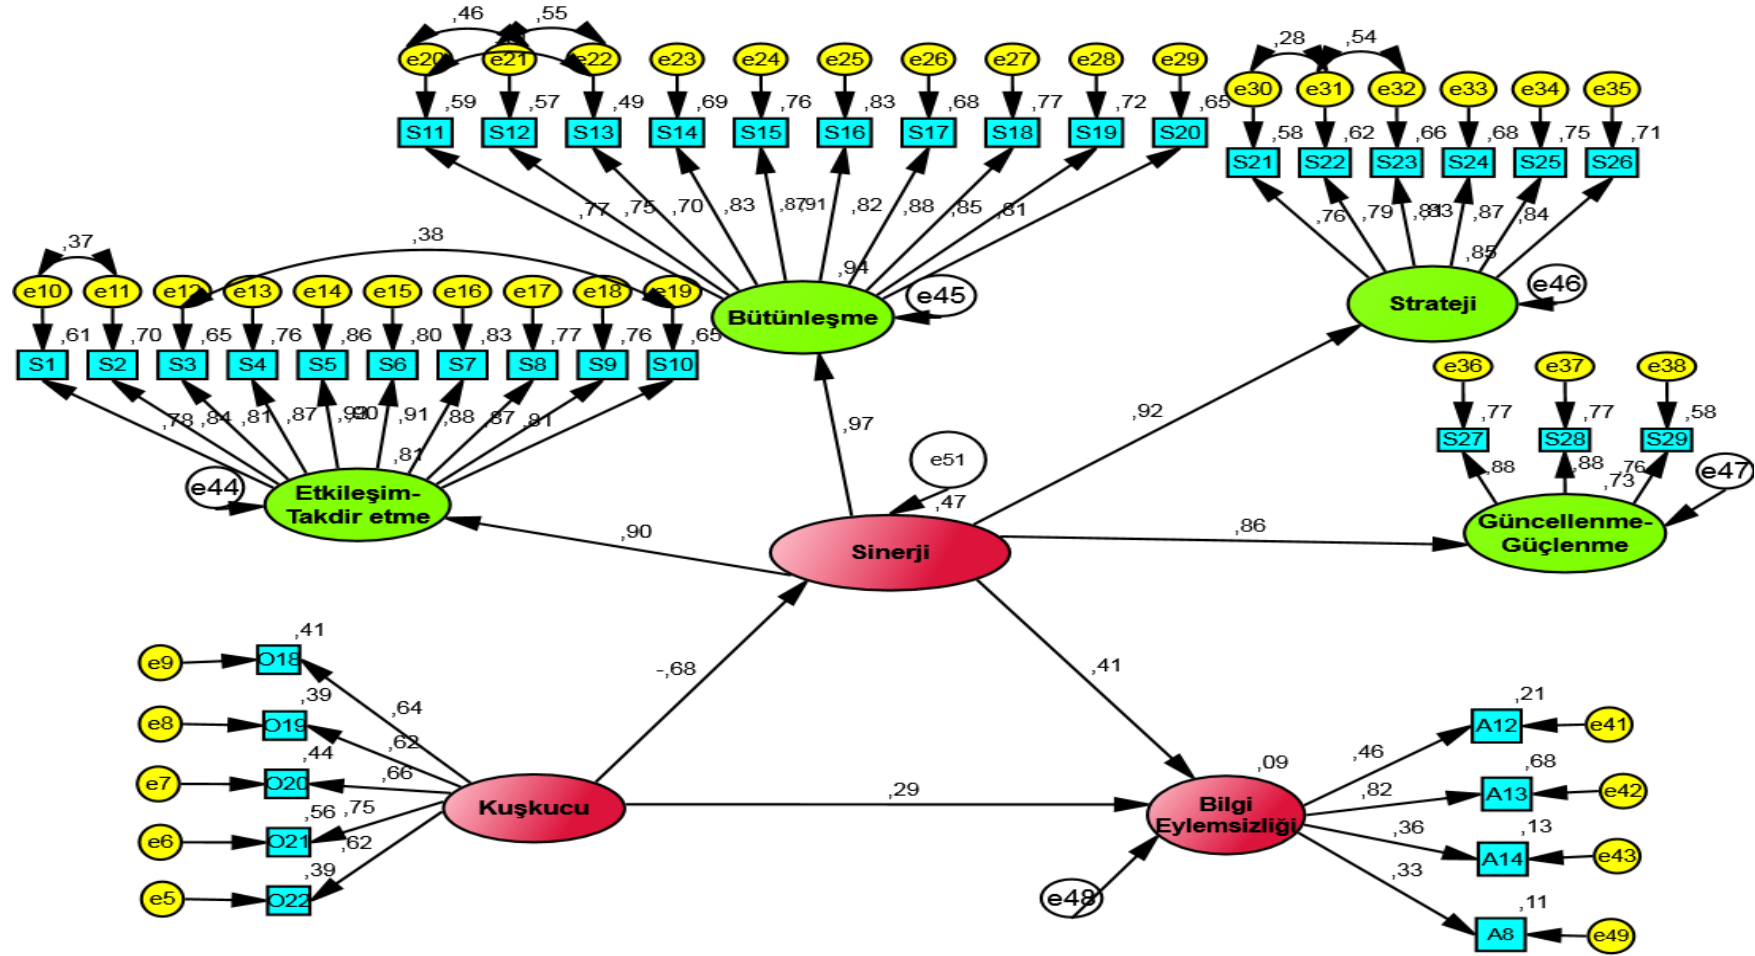 ,46 ,55
e20 e21 e22 e23 e24 e25 e26 e27 e28 e29
,59 ,57 ,49 ,69 ,76 ,83 ,68 ,77 ,72 ,65
S11 S12 S13 S14 S15 S16 S17 S18 S19 S20
,77 ,75 ,70 ,83 ,87 ,91 ,82 ,88 ,85 ,81
,94
Bütünleşme
e45
,28 ,54
e30 e31 e32 e33 e34 e35
,58 ,62 ,66 ,68 ,75 ,71
S21 S22 S23 S24 S25 S26
,76 ,79 ,81 ,83 ,87 ,84
,85
Strateji
e46
,37 ,38
e10 e11 e12 e13 e14 e15 e16 e17 e18 e19
,61 ,70 ,65 ,76 ,86 ,80 ,83 ,77 ,76 ,65
S1 S2 S3 S4 S5 S6 S7 S8 S9 S10
,78 ,84 ,81 ,87 ,93 ,90 ,91 ,88 ,87 ,81
,81
e44
Etkileşim-
Takdir etme
e36 e37 e38
,77 ,77 ,58
S27 S28 S29
,88 ,88 ,76
,73
e47
Güncellenme-
Güçlenme
,97
,92
e51
,47
,90
,86
Sinerji
-,68
,41
,41
e9 O18
,64
,39
e8 O19
,62
,44
e7 O20
,66
,56 ,75
e6 O21
,62
,39
e5 O22
Kuşkucu
,29
,09
Bilgi
Eylemsizliği
e48
,21
,46 A12 e41
,68
,82 A13 e42
,13
,36 A14 e43
,33
,11
A8 e49